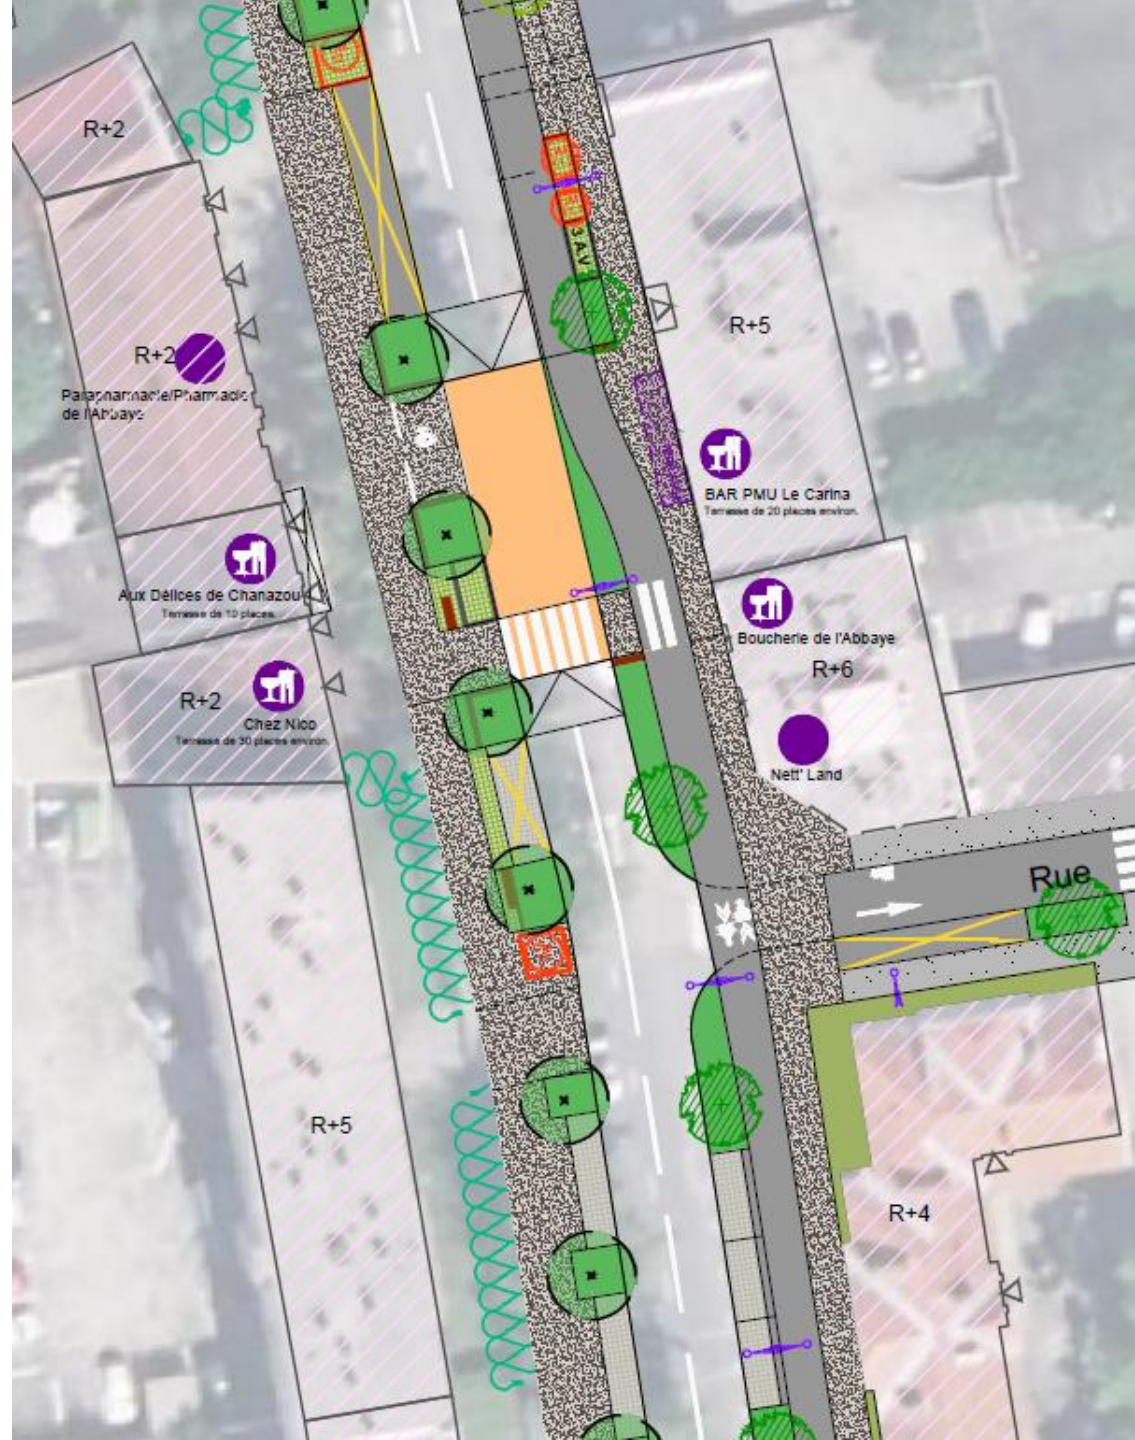 R+2
3 AV
R+5
R+2
Parapharmacie/Pharmacie
de l'Abbaye
BAR PMU Le Carina
Terrasse de 20 places environ.
Aux Délices de Chanazou
Terrasse de 10 places.
Boucherie de l'Abbaye
R+6
R+2
Chez Nico
Terrasse de 30 places environ.
Nett' Land
Rue
R+5
R+4